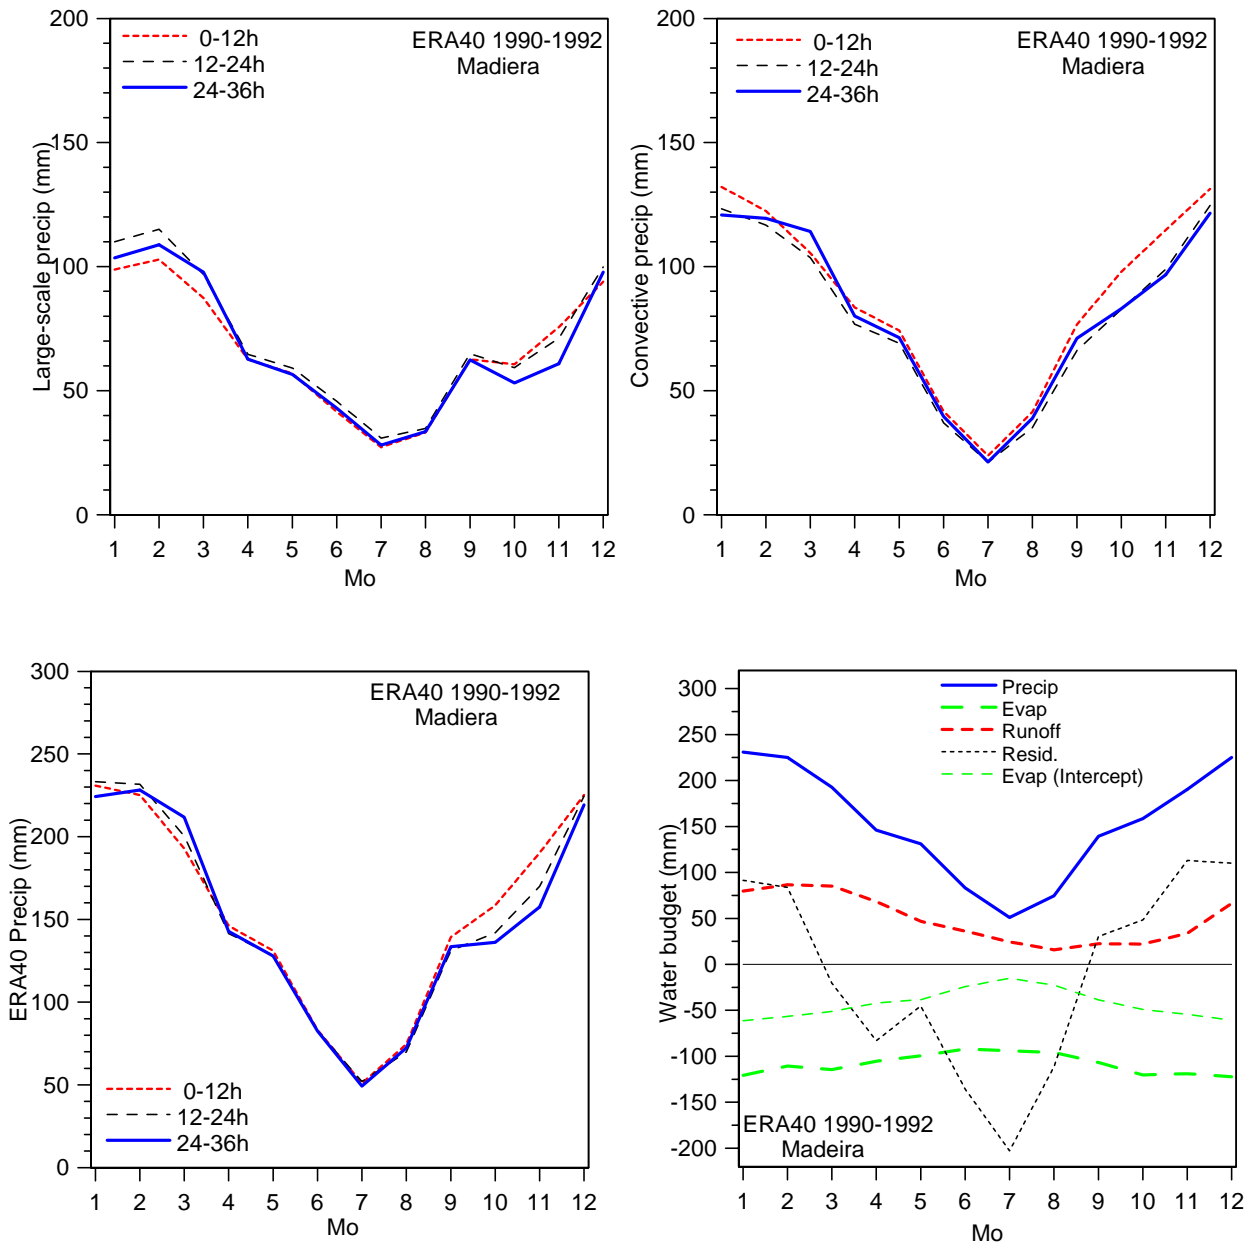 200
150
100
50
0
Large-scale precip (mm)
0-12h
12-24h
24-36h
ERA40 1990-1992
Madiera
1 2 3 4 5 6 7 8 9 10 11 12
Mo
200
150
100
50
0
Convective precip (mm)
0-12h
12-24h
24-36h
ERA40 1990-1992
Madiera
1 2 3 4 5 6 7 8 9 10 11 12
Mo
300
250
200
150
100
50
0
ERA40 Precip (mm)
ERA40 1990-1992
Madiera
0-12h
12-24h
24-36h
1 2 3 4 5 6 7 8 9 10 11 12
Mo
300
250
200
150
100
50
0
-50
-100
-150
-200
Water budget (mm)
Precip
Evap
Runoff
Resid.
Evap (Intercept)
ERA40 1990-1992
Madeira
1 2 3 4 5 6 7 8 9 10 11 12
Mo